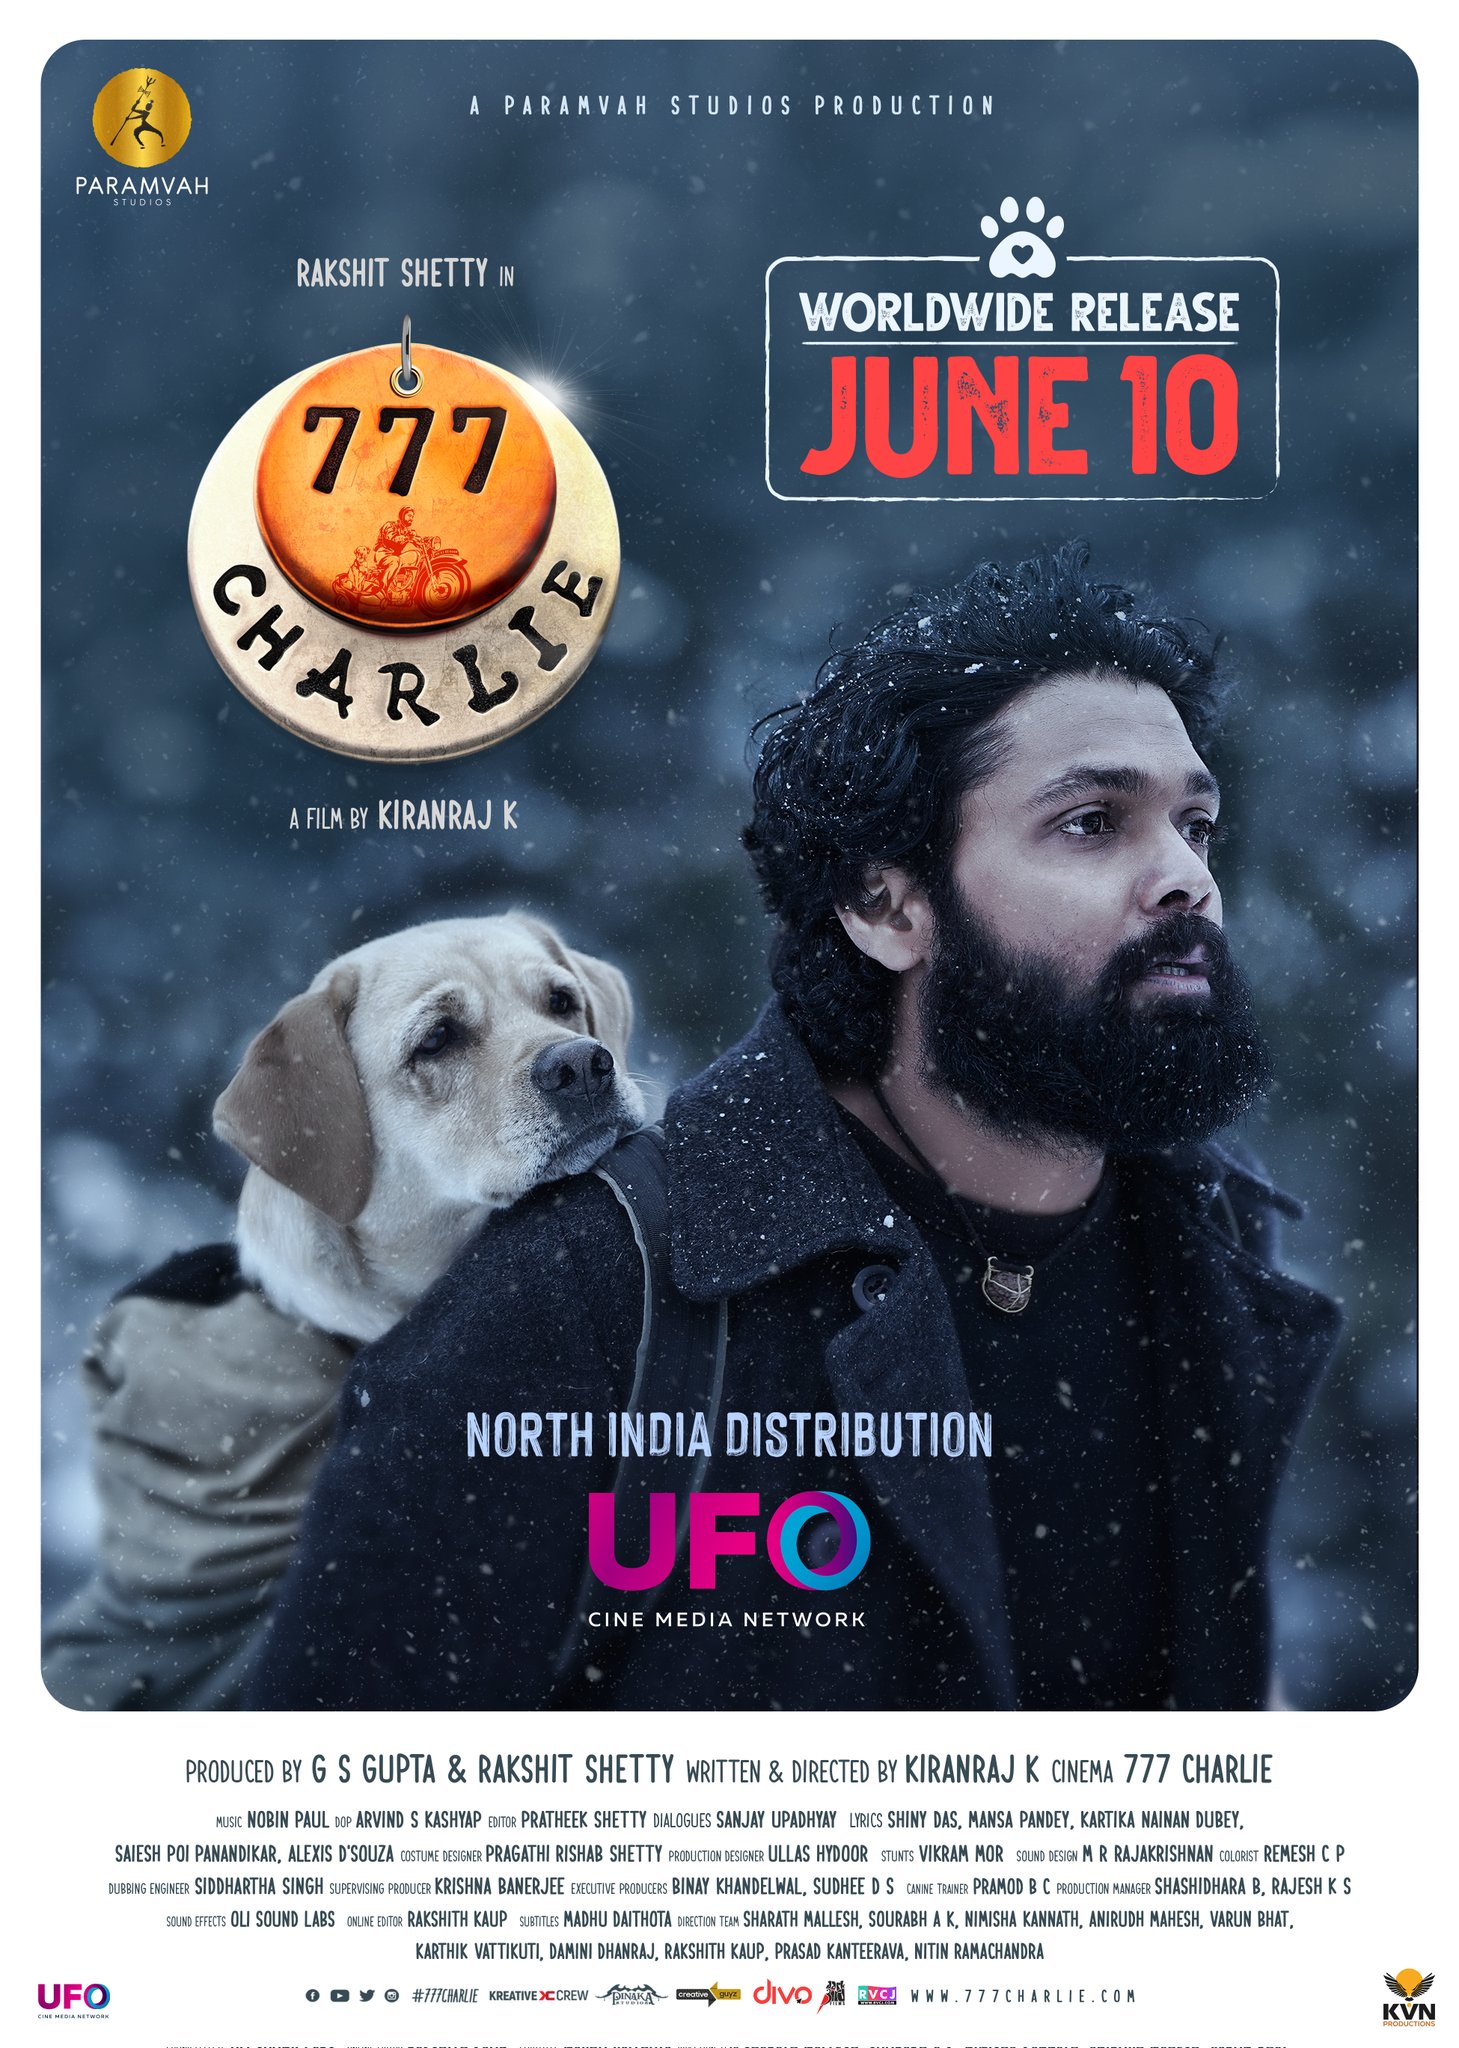 A PARAMVAH STUDIOS PRODUCTION
PARAMVAH
STUDIOS
RAKSHIT SHETTY IN
777
CHARLIE
A FILM BY KIRANRAJ K
WORLDWIDE RELEASE
JUNE 10
NORTH INDIA DISTRIBUTION
UFO
CINE MEDIA NETWORK
PRODUCED BY G S GUPTA & RAKSHIT SHETTY WRITTEN & DIRECTED BY KIRANRAJ K CINEMA 777 CHARLIE
MUSIC NOBIN PAUL DOP ARVIND S KASHYAP EDITOR PRATHEEK SHETTY DIALOGUES SANJAY UPADHYAY LYRICS SHINY DAS, MANSA PANDEY, KARTIKA NAINAN DUBEY,
SAIESH POI PANANDIKAR, ALEXIS D'SOUZA COSTUME DESIGNER PRAGATHI RISHAB SHETTY PRODUCTION DESIGNER ULLAS HYDOOR STUNTS VIKRAM MOR SOUND DESIGN M R RAJAKRISHNAN COLORIST REMESH C P
DUBBING ENGINEER SIDDHARTHA SINGH SUPERVISING PRODUCER KRISHNA BANERJEE EXECUTIVE PRODUCERS BINAY KHANDELWAL, SUDHEE D S CANINE TRAINER PRAMOD B C PRODUCTION MANAGER SHASHIDHARA B, RAJESH K S
SOUND EFFECTS OLI SOUND LABS ONLINE EDITOR RAKSHITH KAUP SUBTITLES MADHU DAITHOTA DIRECTION TEAM SHARATH MALLESH, SOURABH A K, NIMISHA KANNATH, ANIRUDH MAHESH, VARUN BHAT,
KARTHIK VATTIKUTI, DAMINI DHANRAJ, RAKSHITH KAUP, PRASAD KANTEERAVA, NITIN RAMACHANDRA
UFO
CINE MEDIA NETWORK
#777CHARLIE KREATIVE XC CREW PINAKA STUDIOS creative guyz divo RVCJ WWW.777CHARLIE.COM
KVN
PRODUCTIONS